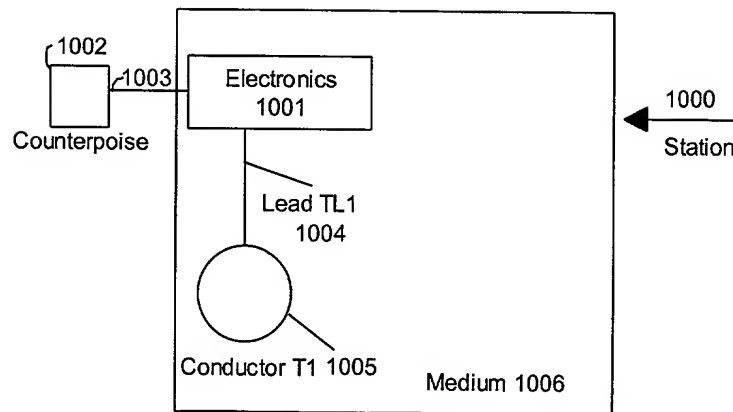 1002
1003
Counterpoise
Electronics
1001
1000
Station
Lead TL1
1004
Conductor T1 1005
Medium 1006